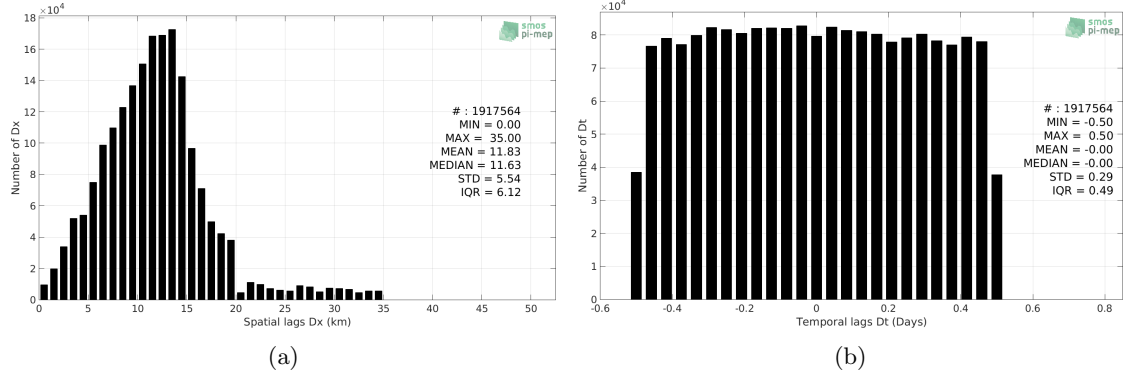 ×10⁴
18
16
14
12
10
8
6
4
2
0
Number of Dx
smos
pi-mep
# : 1917564
MIN = 0.00
MAX = 35.00
MEAN = 11.83
MEDIAN = 11.63
STD = 5.54
IQR = 6.12
0 5 10 15 20 25 30 35 40 45 50
Spatial lags Dx (km)
(a)
×10⁴
8
7
6
5
4
3
2
1
0
Number of Dt
smos
pi-mep
# : 1917564
MIN = -0.50
MAX = 0.50
MEAN = -0.00
MEDIAN = -0.00
STD = 0.29
IQR = 0.49
-0.6 -0.4 -0.2 0 0.2 0.4 0.6 0.8
Temporal lags Dt (Days)
(b)